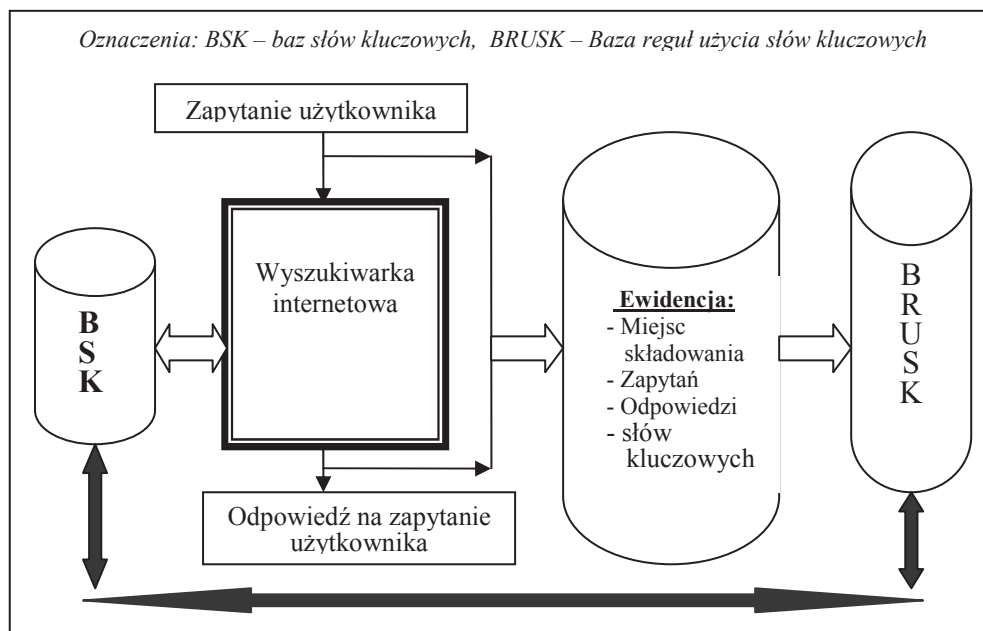 Oznaczenia: BSK – baz słów kluczowych, BRUSK – Baza reguł użycia słów kluczowych
Zapytanie użytkownika
Wyszukiwarka
internetowa
B
S
K
Odpowiedź na zapytanie
użytkownika
Ewidencja:
- Miejsc
składowania
- Zapytań
- Odpowiedzi
- słów
kluczowych
B
R
U
S
K